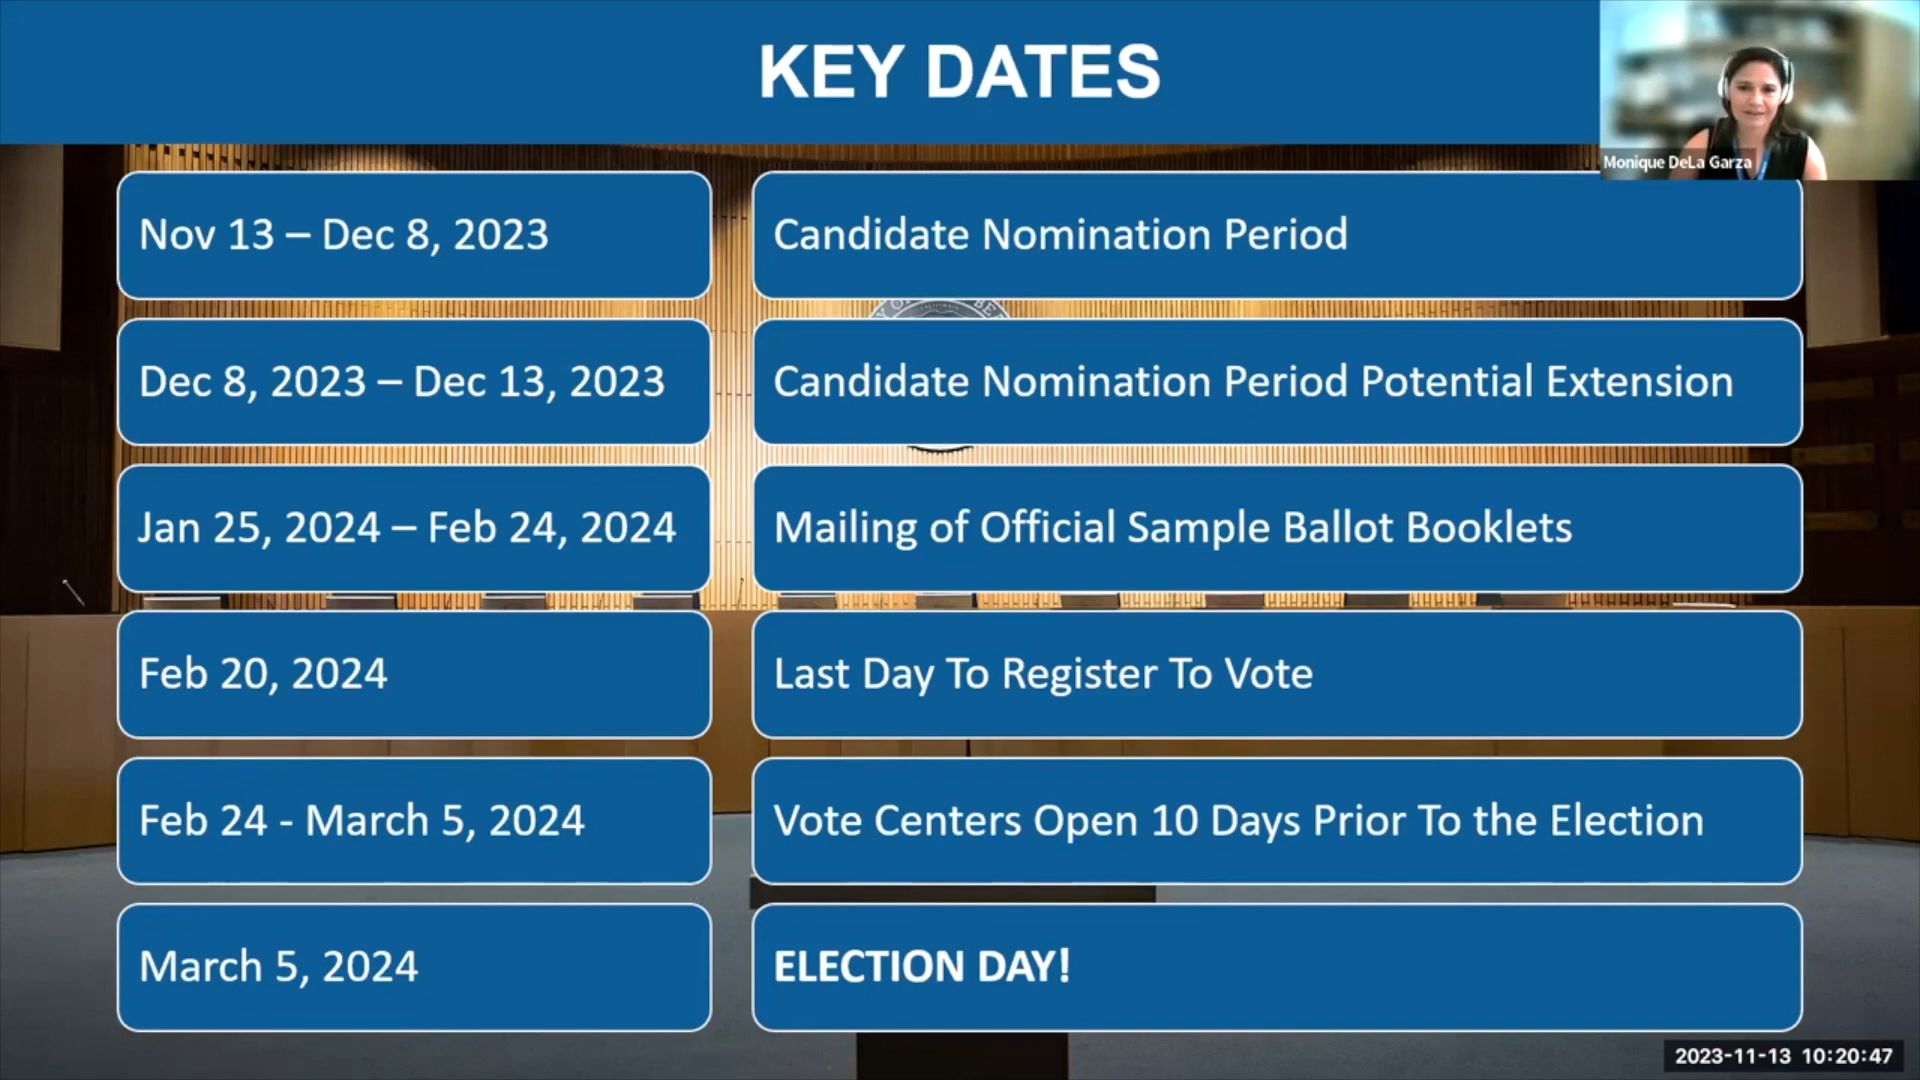 KEY DATES
Monique DeLa Garza
Nov 13 – Dec 8, 2023
Candidate Nomination Period
Dec 8, 2023 – Dec 13, 2023
Candidate Nomination Period Potential Extension
Jan 25, 2024 – Feb 24, 2024
Mailing of Official Sample Ballot Booklets
Feb 20, 2024
Last Day To Register To Vote
Feb 24 - March 5, 2024
Vote Centers Open 10 Days Prior To the Election
March 5, 2024
ELECTION DAY!
2023-11-13 10:20:47